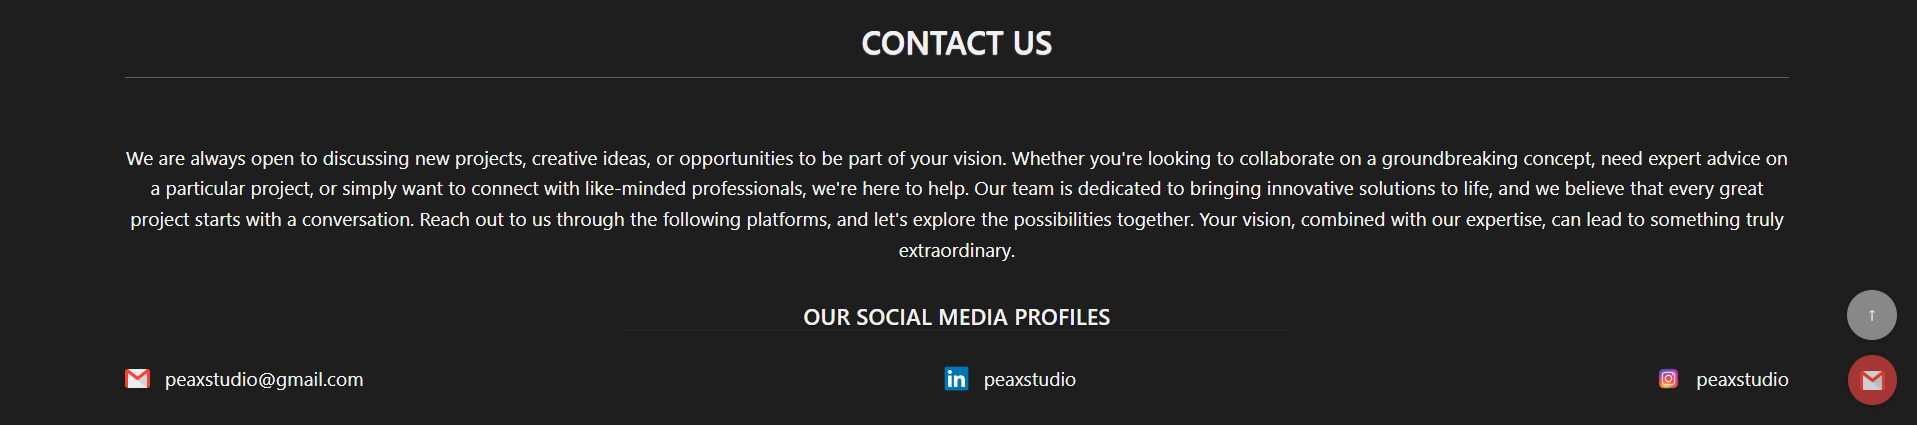 CONTACT US
We are always open to discussing new projects, creative ideas, or opportunities to be part of your vision. Whether you're looking to collaborate on a groundbreaking concept, need expert advice on
a particular project, or simply want to connect with like-minded professionals, we're here to help. Our team is dedicated to bringing innovative solutions to life, and we believe that every great
project starts with a conversation. Reach out to us through the following platforms, and let's explore the possibilities together. Your vision, combined with our expertise, can lead to something truly
extraordinary.
OUR SOCIAL MEDIA PROFILES
↑
peaxstudio@gmail.com in peaxstudio peaxstudio